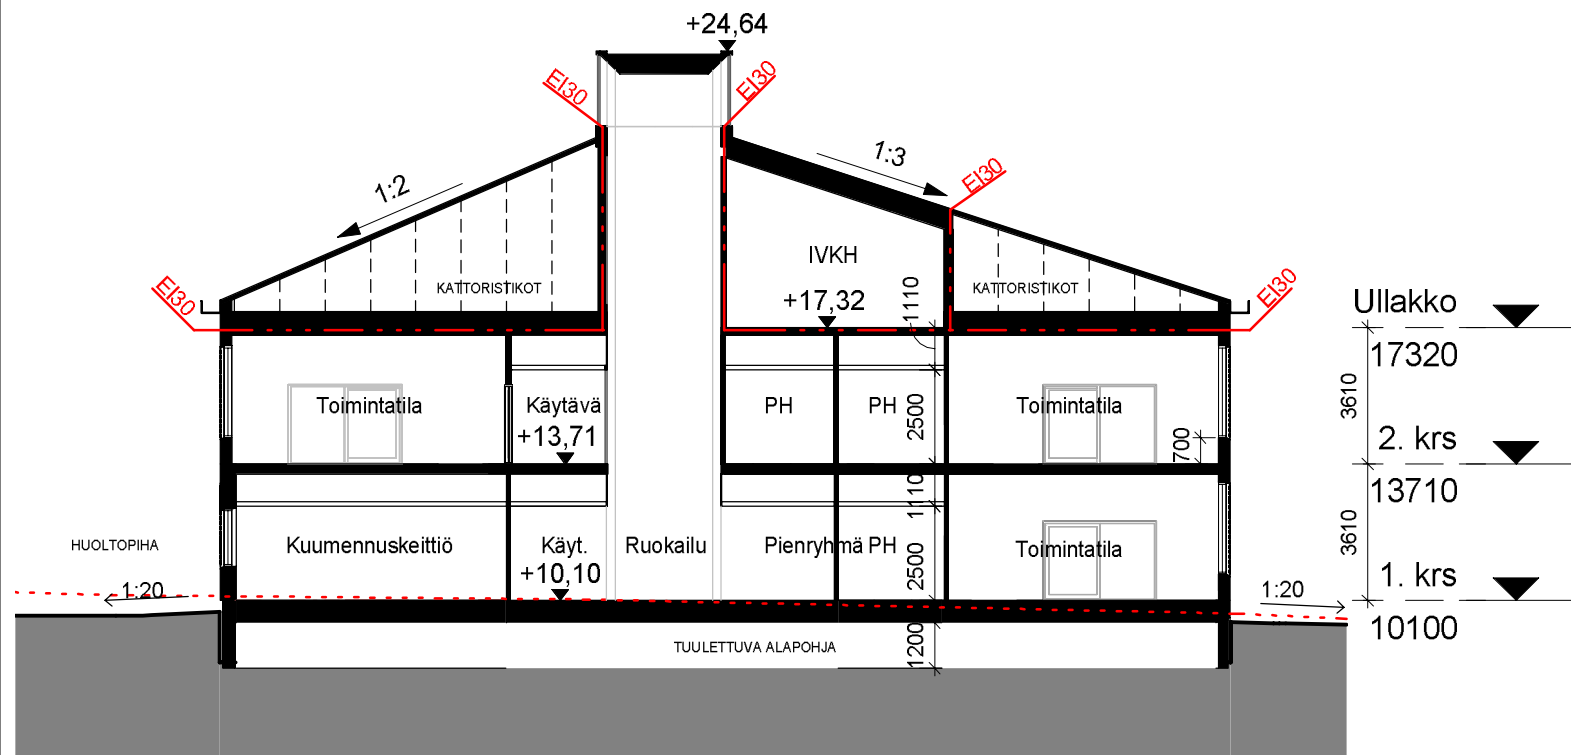 +24,64
EI30
EI30
1:2
1:3
EI30
IVKH
KATTORISTIKOT
+17,32
1110
KATTORISTIKOT
EI30
EI30
Ullakko
17320
Toimintatila
Käytävä
+13,71
PH
PH
2500
Toimintatila
700
3610
2. krs
13710
1110
HUOLTOPIHA
Kuumennuskeittiö
Käyt.
+10,10
Ruokailu
Pienryhmä
PH
2500
Toimintatila
3610
1. krs
10100
1:20
1:20
TUULETTUVA ALAPOHJA
1200